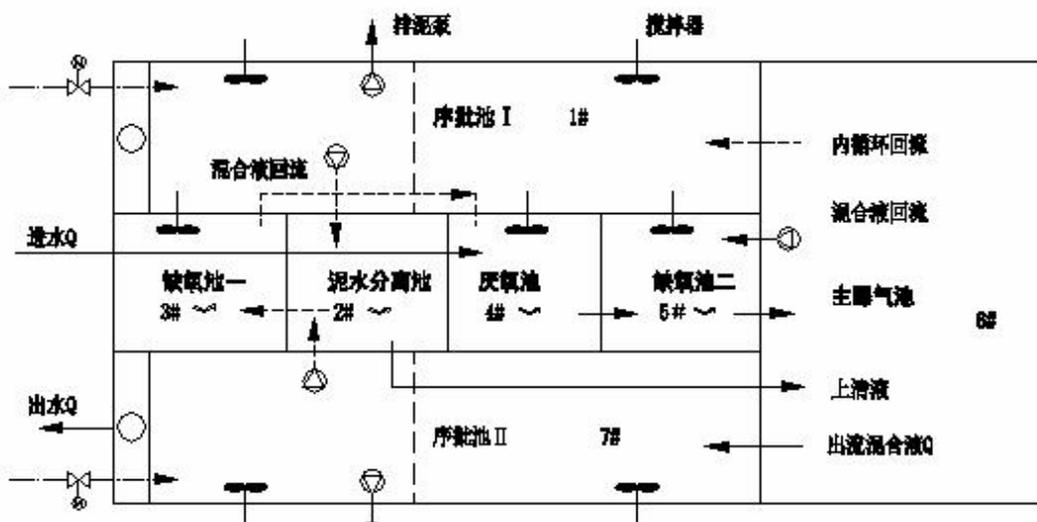 排泥泵
搅拌器
序批池Ⅰ 1#
内循环回流
混合液回流
混合液回流
进水Q
缺氧池一
3#
泥水分离池
2#
厌氧池
4#
缺氧池二
5#
主曝气池
6#
上清液
出水Q
序批池Ⅱ 7#
出流混合液Q